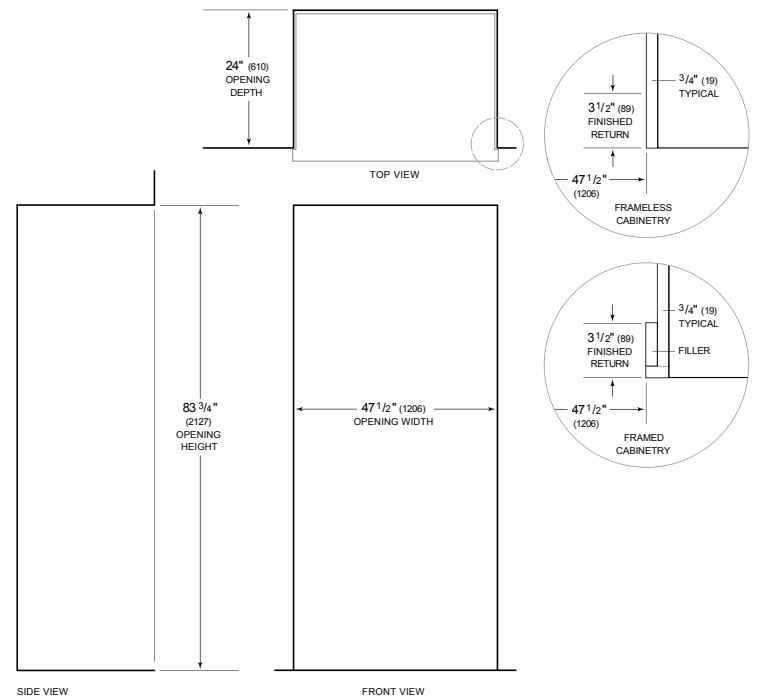 24" (610)
OPENING
DEPTH
TOP VIEW
3/4" (19)
TYPICAL
3 1/2" (89)
FINISHED
RETURN
47 1/2"
(1206)
FRAMELESS
CABINETRY
3/4" (19)
TYPICAL
3 1/2" (89)
FINISHED
RETURN
FILLER
47 1/2"
(1206)
FRAMED
CABINETRY
83 3/4"
(2127)
OPENING
HEIGHT
47 1/2" (1206)
OPENING WIDTH
SIDE VIEW
FRONT VIEW